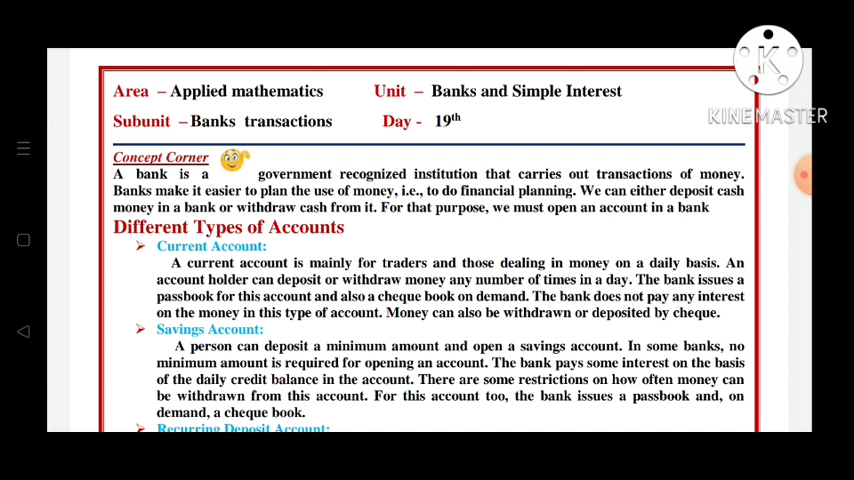 K
KINEMASTER
Area – Applied mathematics Unit – Banks and Simple Interest
Subunit – Banks transactions Day - 19th
Concept Corner
A bank is a government recognized institution that carries out transactions of money.
Banks make it easier to plan the use of money, i.e., to do financial planning. We can either deposit cash
money in a bank or withdraw cash from it. For that purpose, we must open an account in a bank
Different Types of Accounts
➢ Current Account:
A current account is mainly for traders and those dealing in money on a daily basis. An
account holder can deposit or withdraw money any number of times in a day. The bank issues a
passbook for this account and also a cheque book on demand. The bank does not pay any interest
on the money in this type of account. Money can also be withdrawn or deposited by cheque.
➢ Savings Account:
A person can deposit a minimum amount and open a savings account. In some banks, no
minimum amount is required for opening an account. The bank pays some interest on the basis
of the daily credit balance in the account. There are some restrictions on how often money can
be withdrawn from this account. For this account too, the bank issues a passbook and, on
demand, a cheque book.
➢ Recurring Deposit Account: